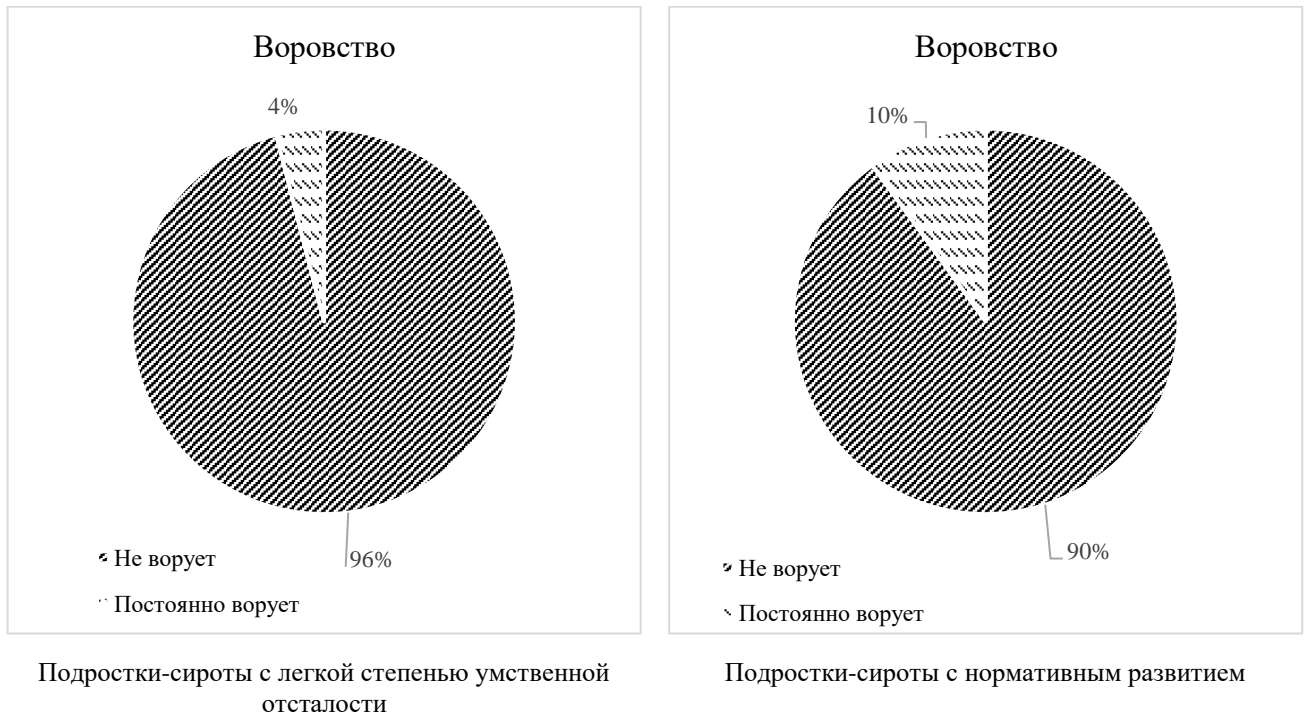 Воровство
4%
96%
Не ворует
Постоянно ворует
Воровство
10%
90%
Не ворует
Постоянно ворует
Подростки-сироты с легкой степенью умственной
отсталости
Подростки-сироты с нормативным развитием